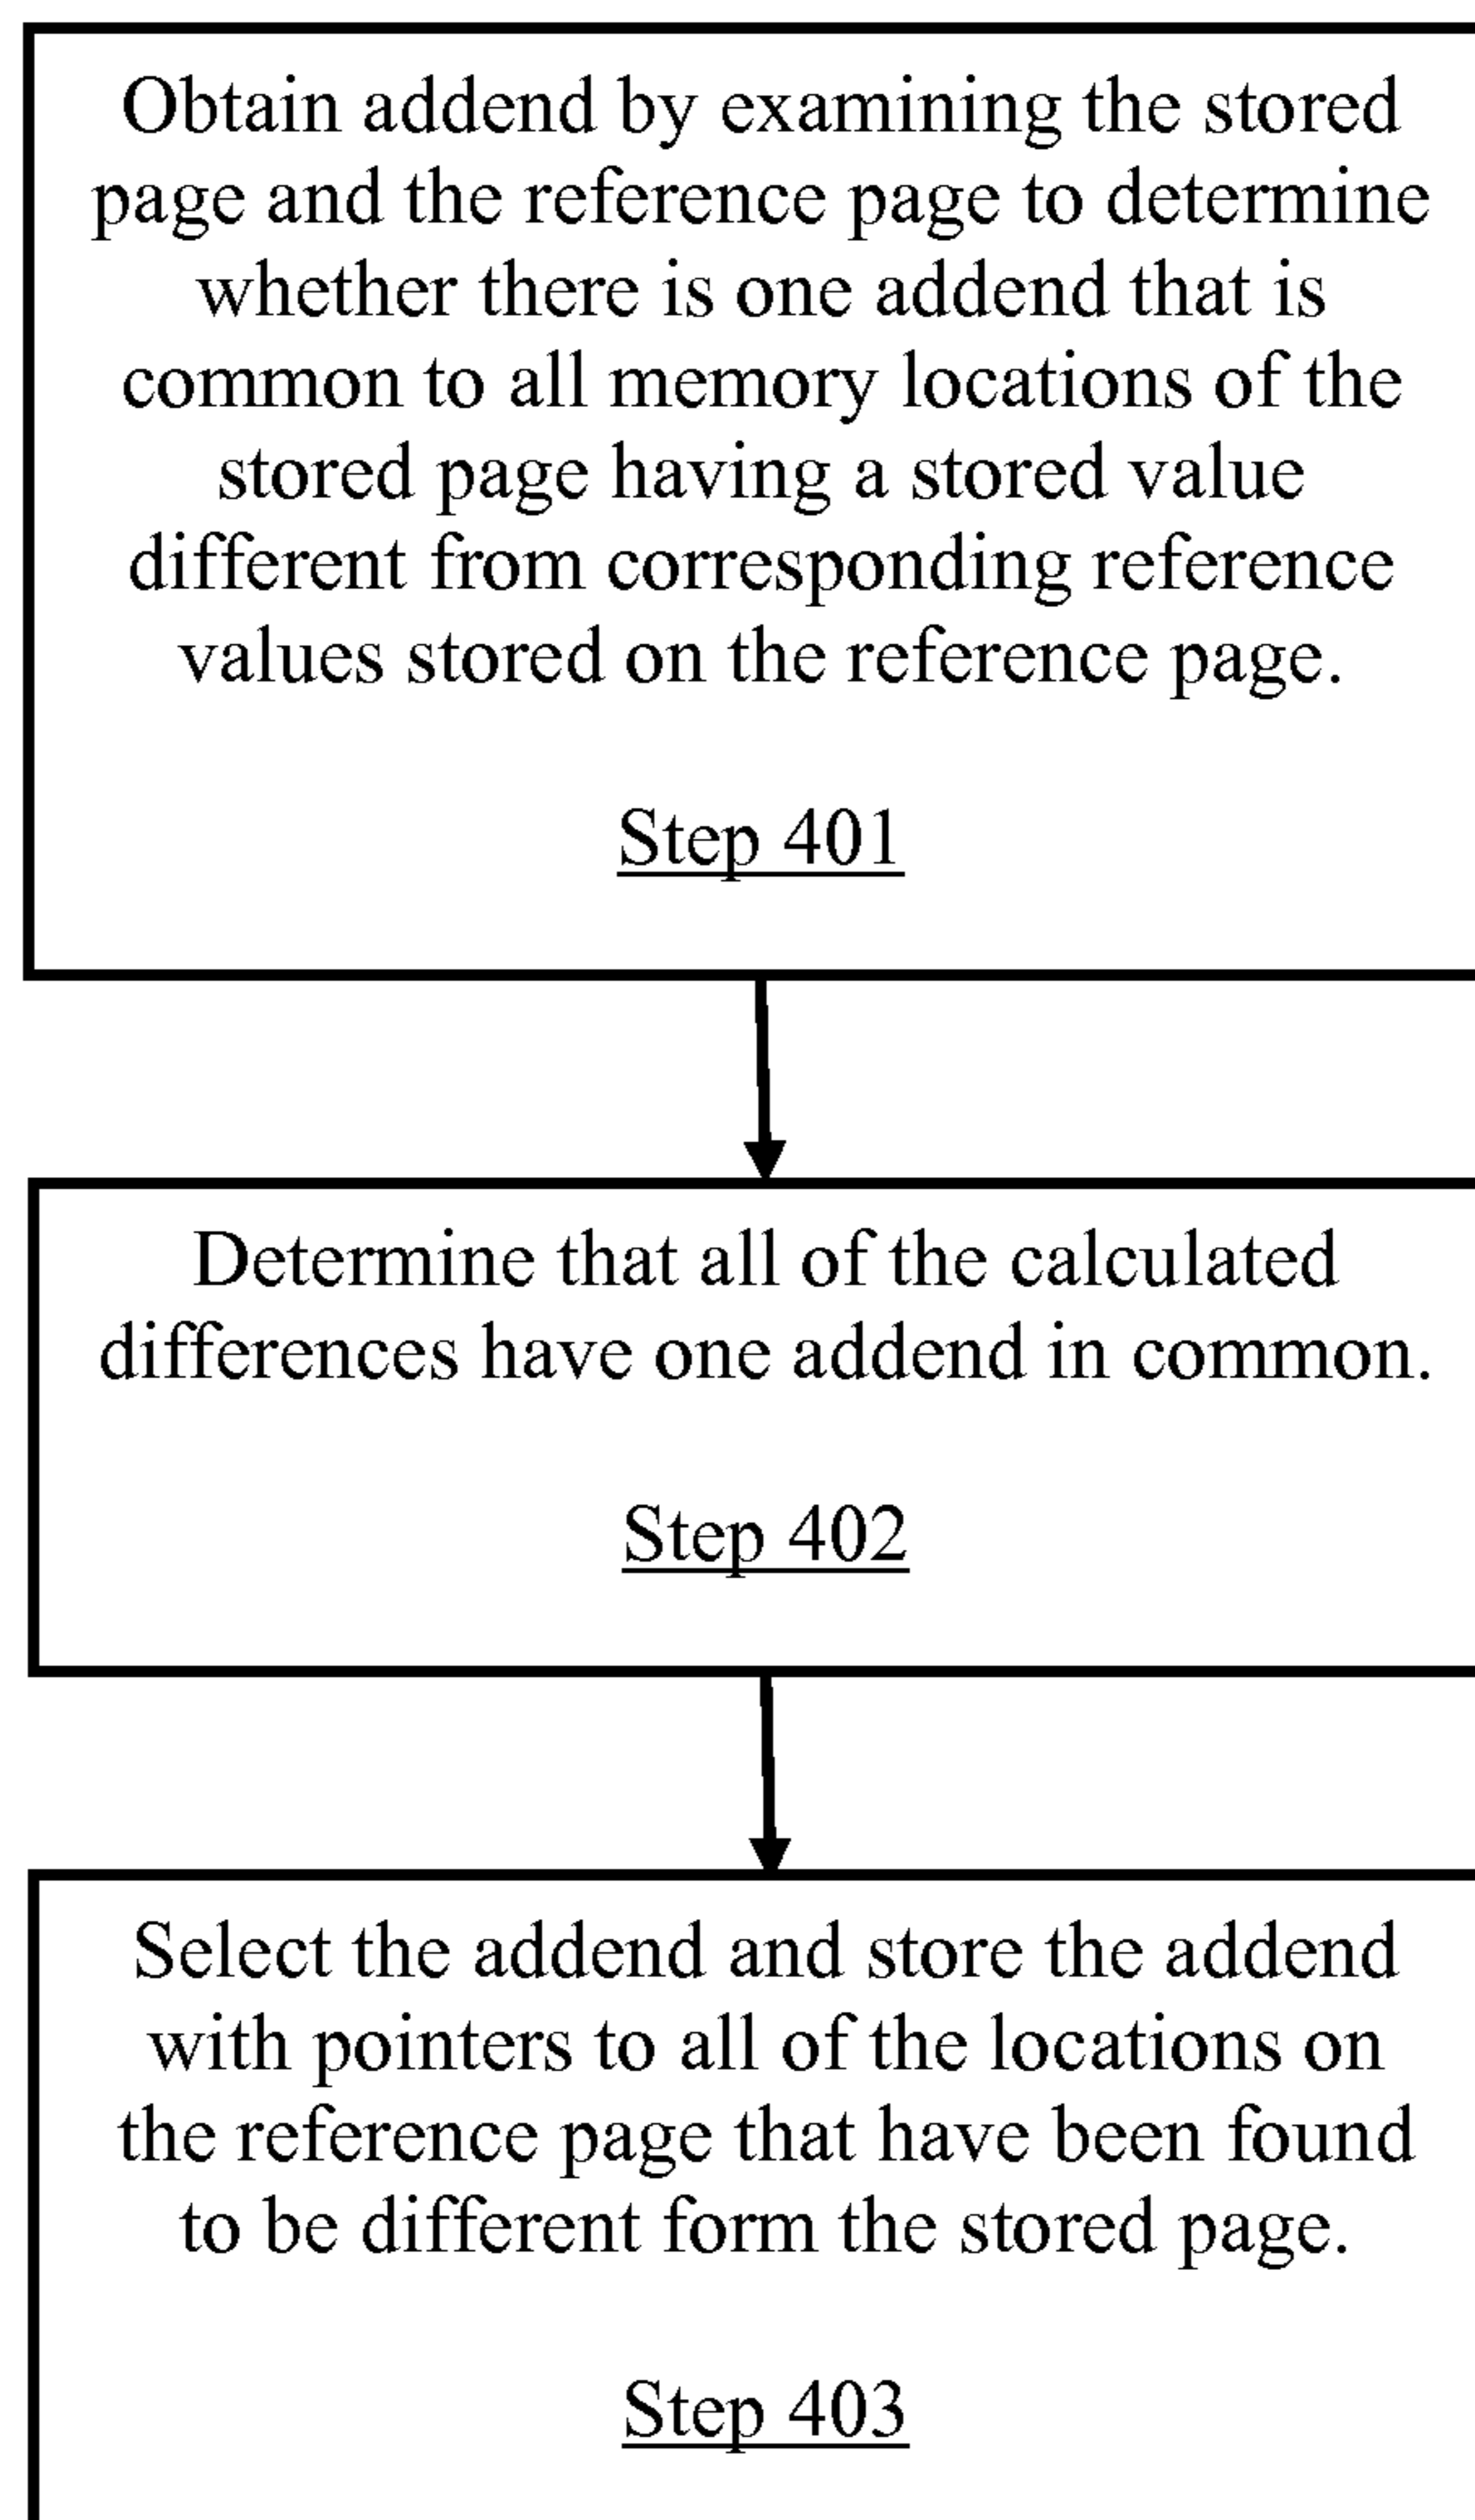 Obtain addend by examining the stored
page and the reference page to determine
whether there is one addend that is
common to all memory locations of the
stored page having a stored value
different from corresponding reference
values stored on the reference page.
Step 401
Determine that all of the calculated
differences have one addend in common.
Step 402
Select the addend and store the addend
with pointers to all of the locations on
the reference page that have been found
to be different form the stored page.
Step 403